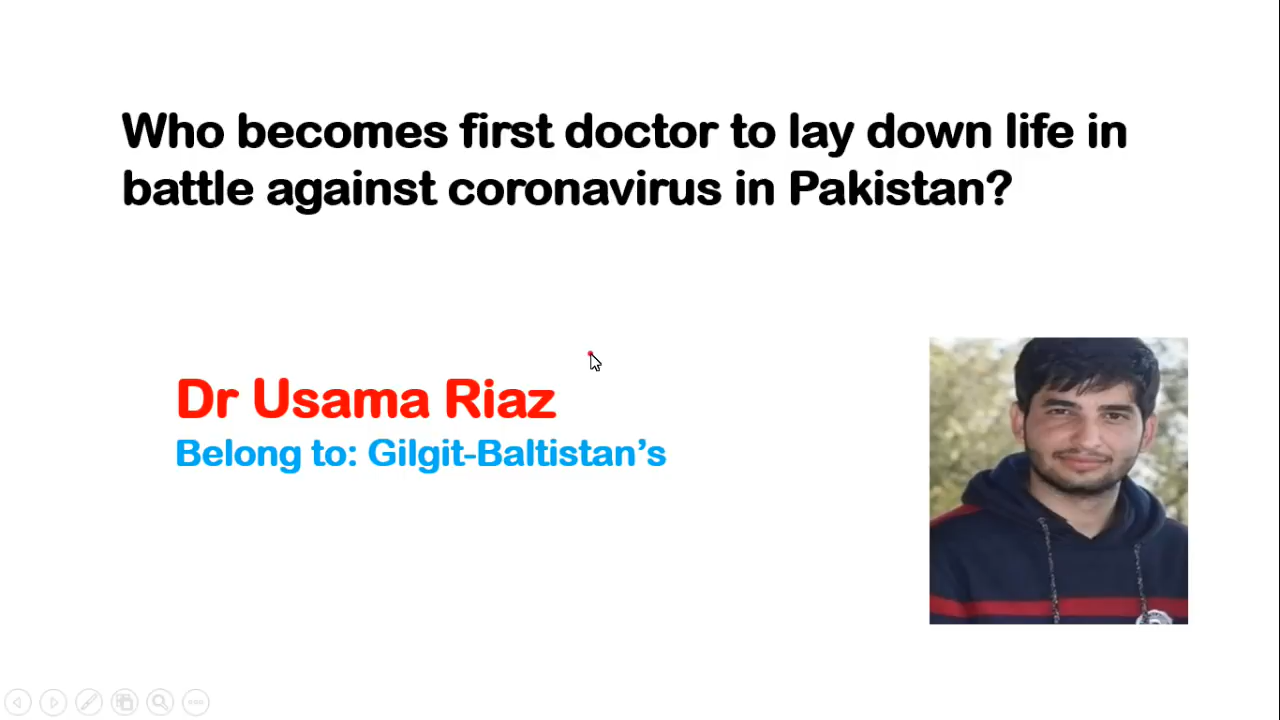 Who becomes first doctor to lay down life in
battle against coronavirus in Pakistan?
Dr Usama Riaz
Belong to: Gilgit-Baltistan’s